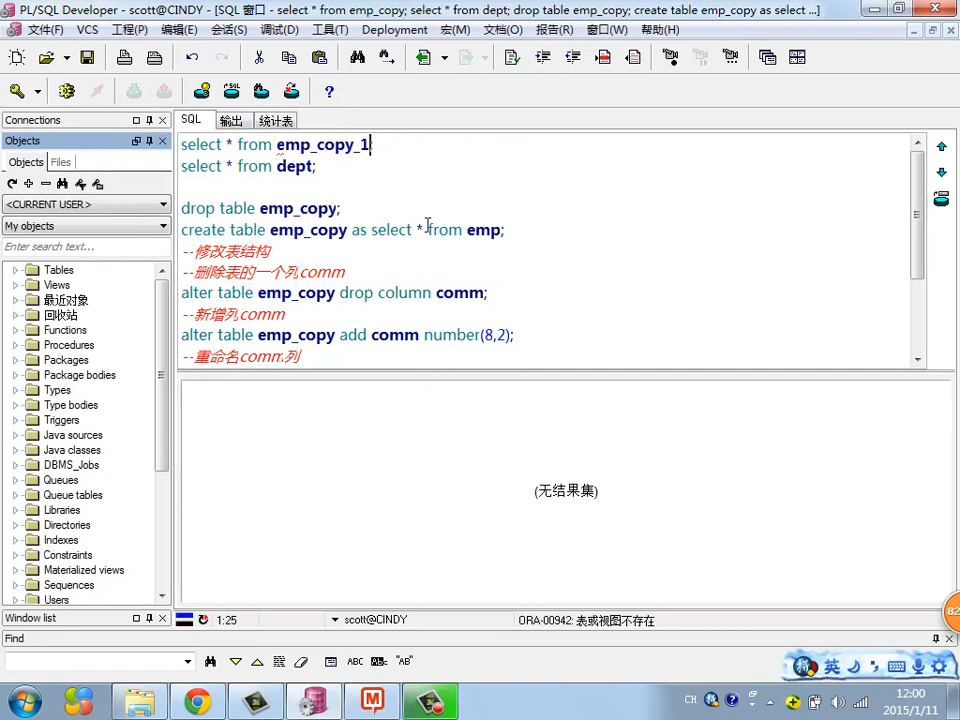 PL/SQL Developer - scott@CINDY - [SQL 窗口 - select * from emp_copy; select * from dept; drop table emp_copy; create table emp_copy as select ...]
文件(F) VCS 工程(P) 编辑(E) 会话(S) 调试(D) 工具(T) Deployment 宏(M) 文档(O) 报告(R) 窗口(W) 帮助(H)
Connections
Objects
Objects Files
<CURRENT USER>
My objects
Enter search term...
Tables
Views
最近对象
回收站
Functions
Procedures
Packages
Package bodies
Types
Type bodies
Triggers
Java sources
Java classes
DBMS_Jobs
Queues
Queue tables
Libraries
Directories
Indexes
Constraints
Materialized views
Sequences
Users
SQL 输出 统计表
select * from emp_copy_1;
select * from dept;
drop table emp_copy;
create table emp_copy as select * from emp;
--修改表结构
--删除表的一个列comm
alter table emp_copy drop column comm;
--新增列comm
alter table emp_copy add comm number(8,2);
--重命名comm列
(无结果集)
Window list
1:25 scott@CINDY ORA-00942: 表或视图不存在
Find
ABC ABc "AB"
英
82
CH
12:00
2015/1/11